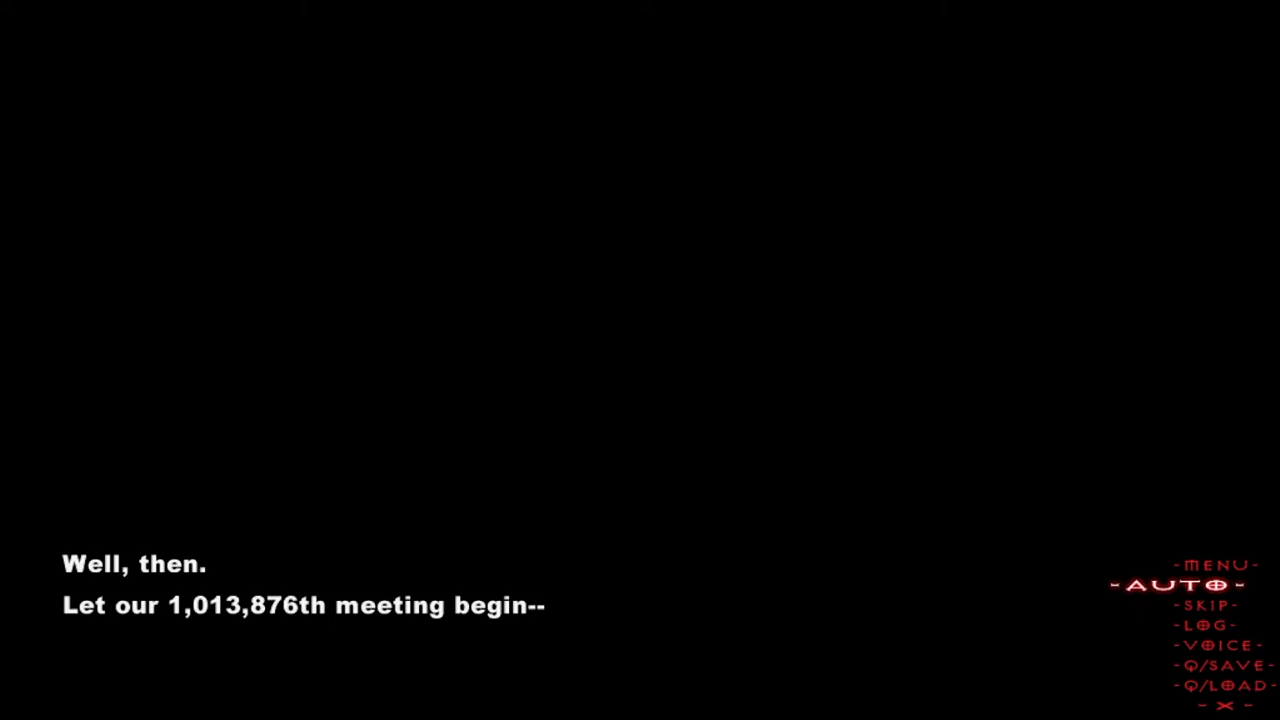 Well, then.
Let our 1,013,876th meeting begin--
-MENU-
-AUTO-
-SKIP-
-LOG-
-VOICE-
-Q/SAVE-
-Q/LOAD-
-X-